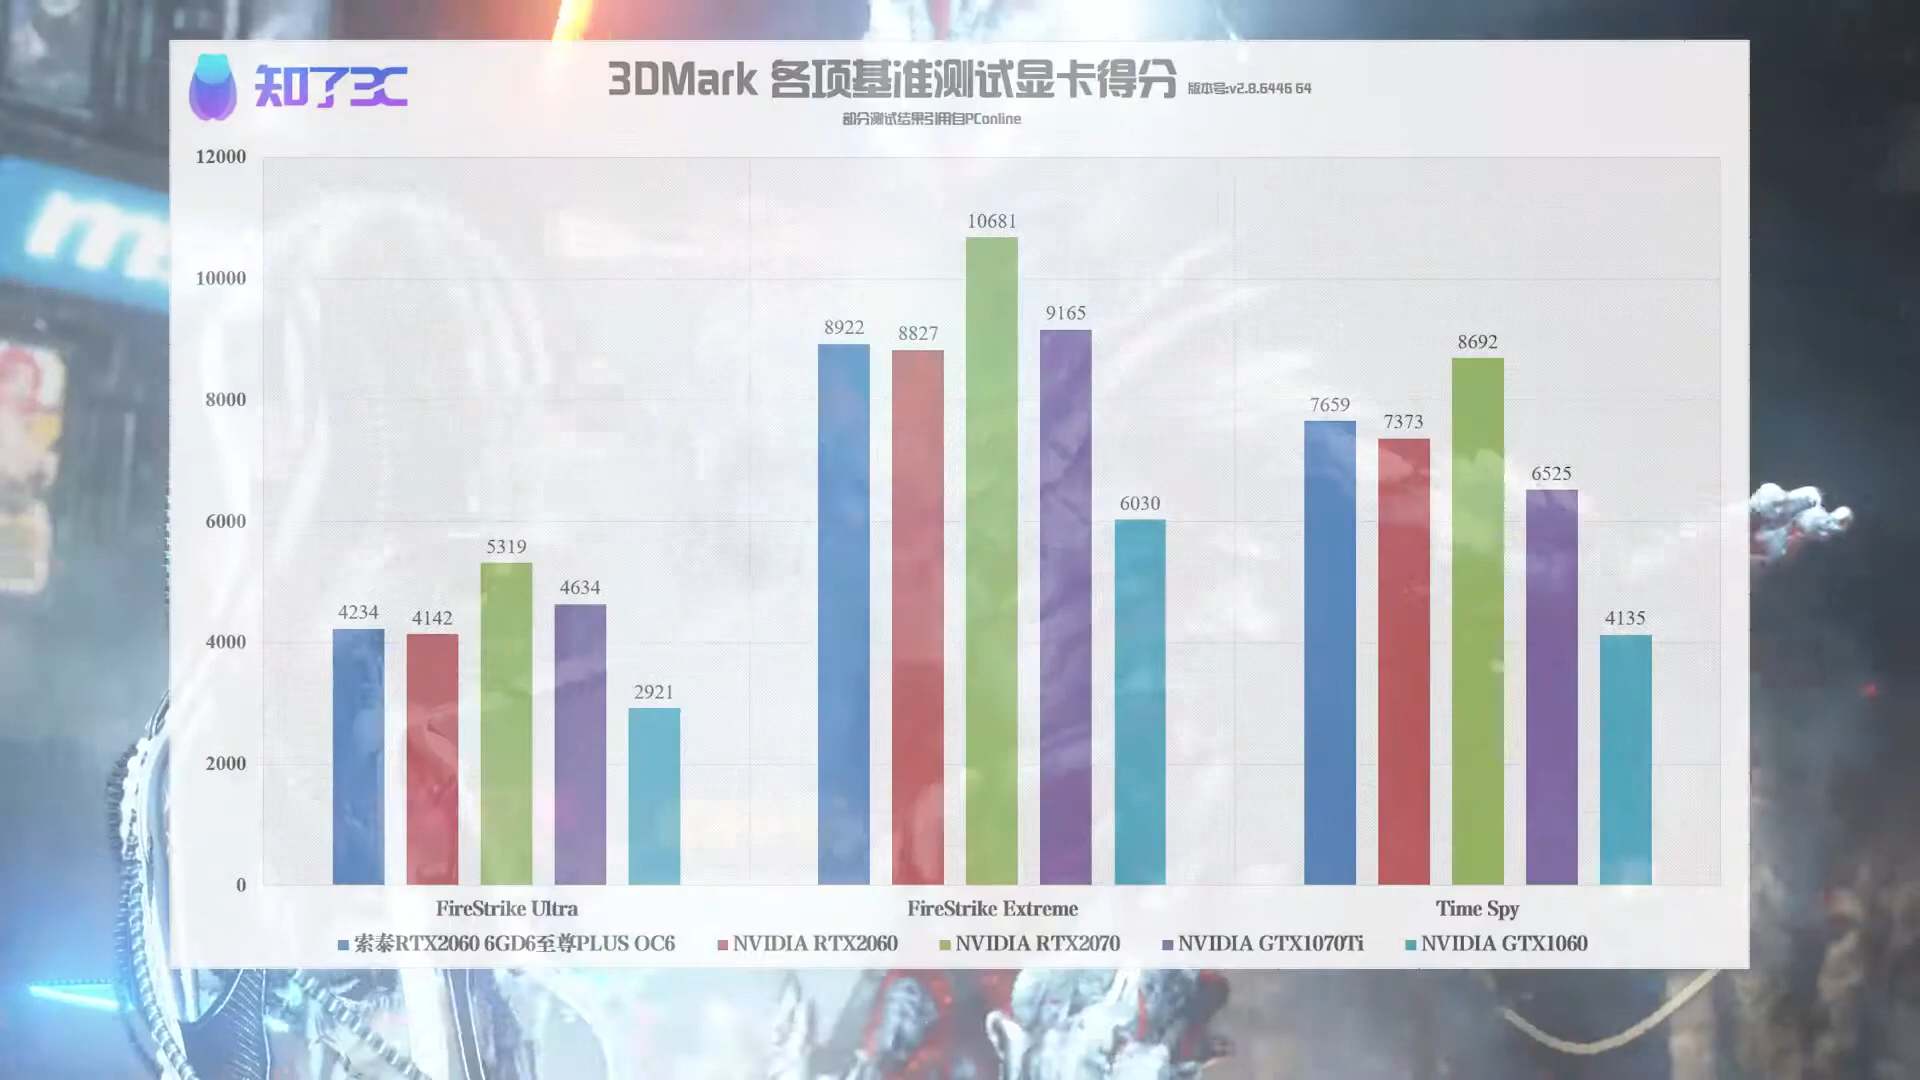 知了3C
3DMark 各项基准测试显卡得分 版本号:v2.8.6446 64
部分测试结果引用自PConline
12000
10000
8000
6000
4000
2000
0
4234
4142
5319
4634
2921
8922
8827
10681
9165
6030
7659
7373
8692
6525
4135
FireStrike Ultra
FireStrike Extreme
Time Spy
索泰RTX2060 6GD6至尊PLUS OC6
NVIDIA RTX2060
NVIDIA RTX2070
NVIDIA GTX1070Ti
NVIDIA GTX1060